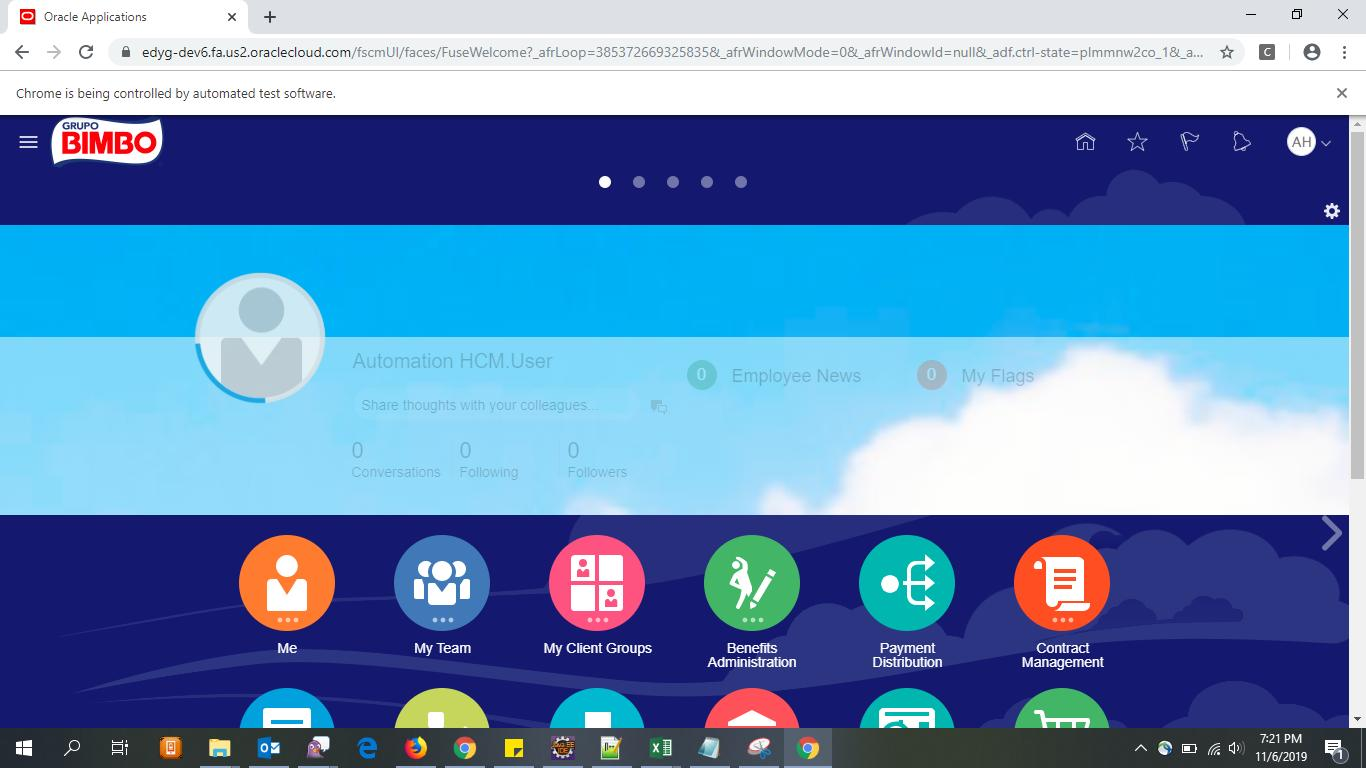 Oracle Applications
edyg-dev6.fa.us2.oraclecloud.com/fscmUI/faces/FuseWelcome?_afrLoop=3853726693258358&_afrWindowMode=0&_afrWindowId=null&_adf.ctrl-state=plmmnw2co_1&_a...
C
Chrome is being controlled by automated test software.
GRUPO
BIMBO
AH
Automation HCM.User
0 Employee News
0 My Flags
Share thoughts with your colleagues...
0 0 0
Conversations Following Followers
Me
My Team
My Client Groups
Benefits
Administration
Payment
Distribution
Contract
Management
7:21 PM
11/6/2019
1